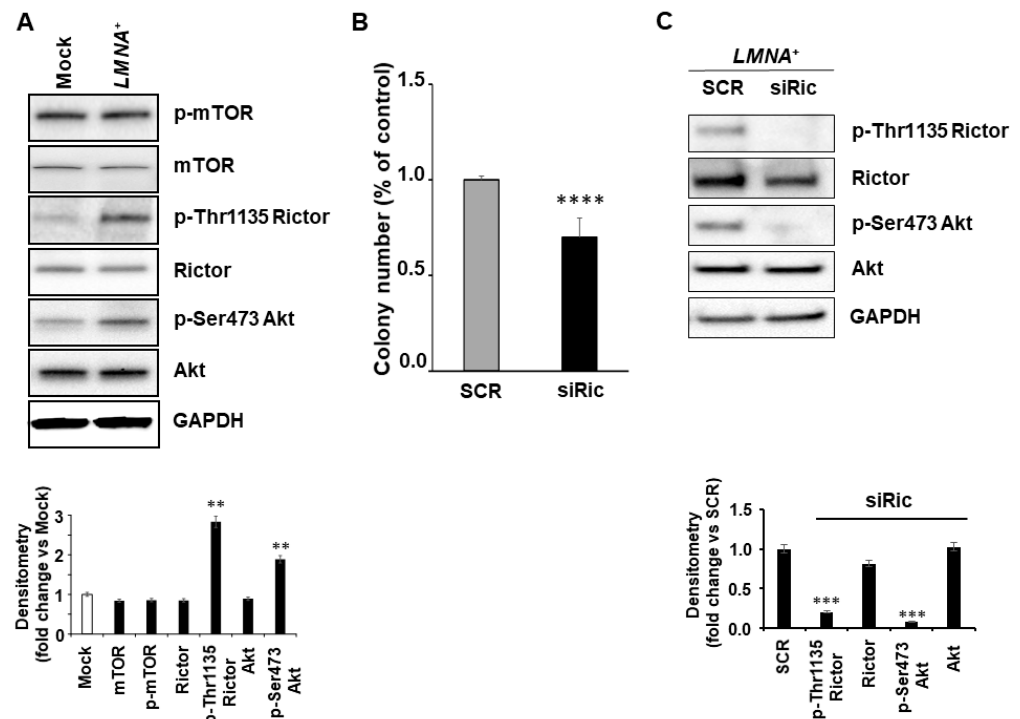 A
Mock
LMNA+
p-mTOR
mTOR
p-Thr1135 Rictor
Rictor
p-Ser473 Akt
Akt
GAPDH
Densitometry
(fold change vs Mock)
3
2
1
0
**
**
Mock
mTOR
p-mTOR
Rictor
p-Thr1135
Rictor
Akt
p-Ser473
Akt
B
Colony number (% of control)
1.5
1.0
0.5
0.0
****
SCR
siRic
C
LMNA+
SCR siRic
p-Thr1135 Rictor
Rictor
p-Ser473 Akt
Akt
GAPDH
siRic
Densitometry
(fold change vs SCR)
1.5
1.0
0.5
0.0
***
***
SCR
p-Thr1135
Rictor
Rictor
p-Ser473
Akt
Akt